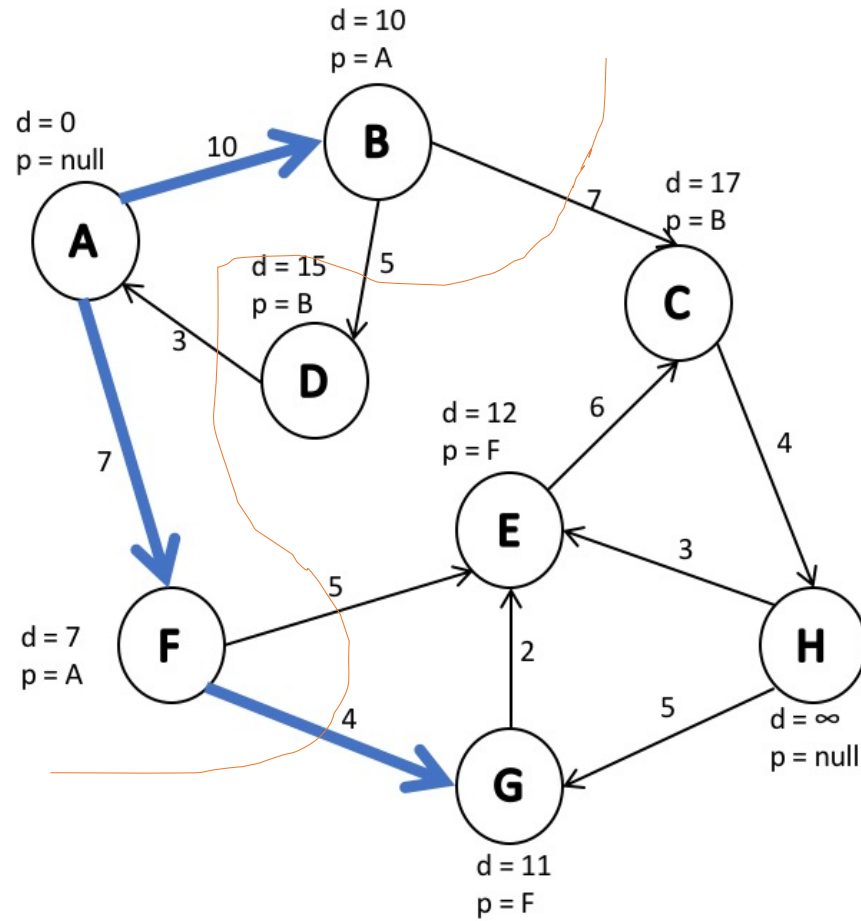 d = 10
p = A
B
d = 0
p = null
10
A
7
d = 17
p = B
C
5
d = 15
p = B
D
3
7
d = 12
p = F
6
4
E
3
5
F
d = 7
p = A
2
H
4
5
d = ∞
p = null
G
d = 11
p = F